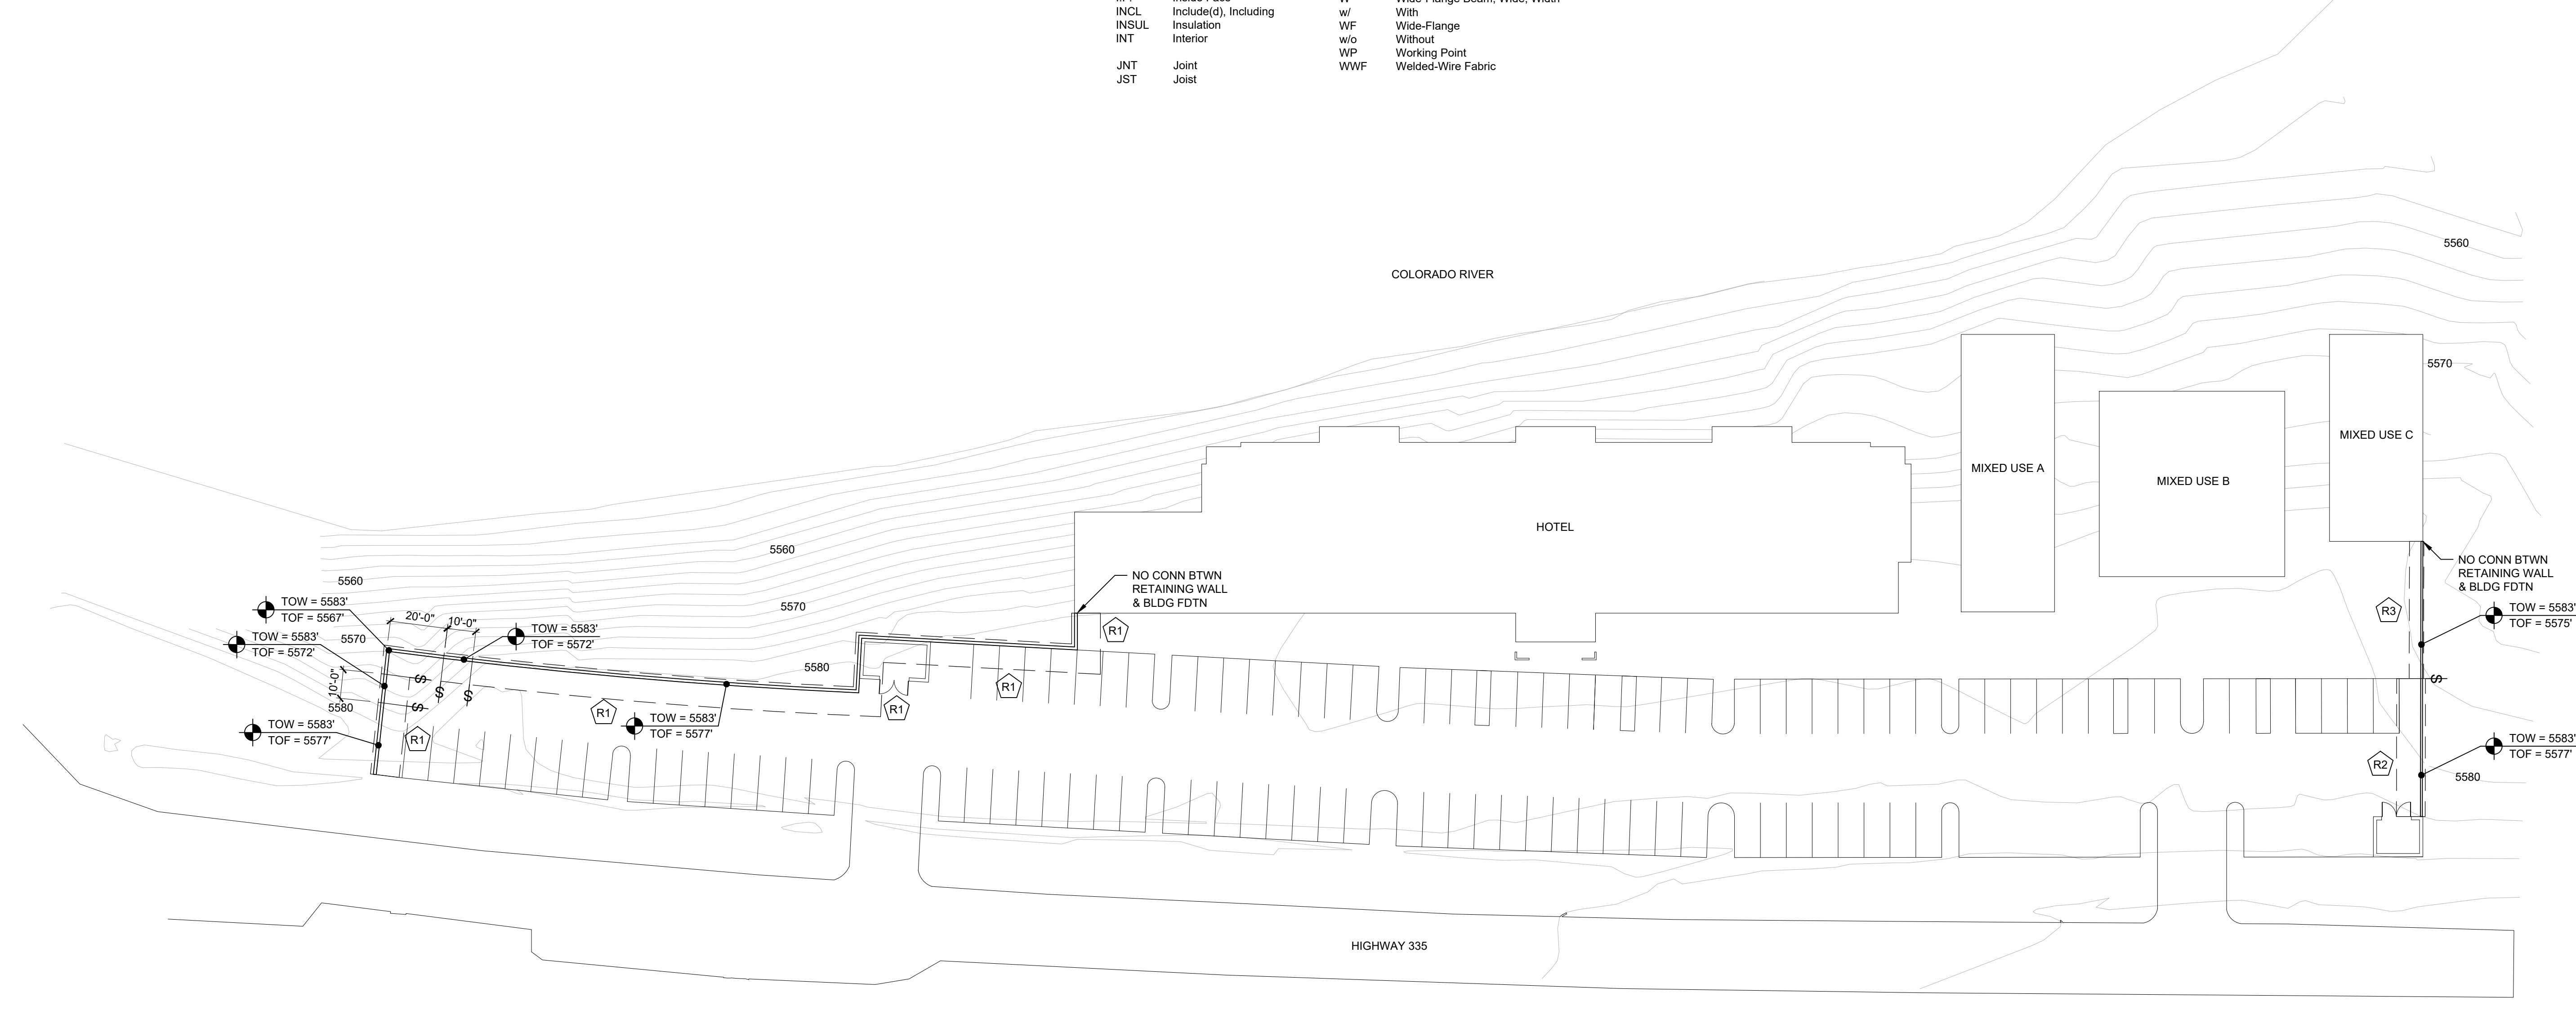 INCL Include(d), Including w/ With
INSUL Insulation WF Wide-Flange
INT Interior w/o Without
WP Working Point
JNT Joint WWF Welded-Wire Fabric
JST Joist
5560
COLORADO RIVER
5570
MIXED USE C
MIXED USE A
MIXED USE B
HOTEL
5560
NO CONN BTWN
RETAINING WALL
& BLDG FDTN
NO CONN BTWN
RETAINING WALL
& BLDG FDTN
5560
TOW = 5583'
TOF = 5567'
5570
20'-0"
10'-0"
R3
TOW = 5583'
TOF = 5575'
TOW = 5583'
TOF = 5572'
5570
TOW = 5583'
TOF = 5572'
R1
5580
10'-0"
S
S
S
S
S
R1
5580
R1
R1
TOW = 5583'
TOF = 5577'
TOW = 5583'
TOF = 5577'
R1
TOW = 5583'
TOF = 5577'
R2
5580
HIGHWAY 335